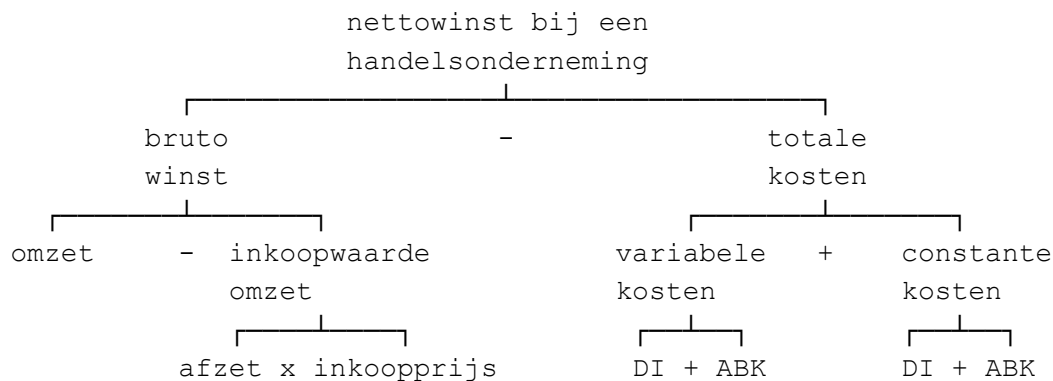 nettowinst bij een
handelsonderneming
bruto - totale
winst kosten
omzet - inkoopwaarde variabele + constante
omzet kosten kosten
afzet x inkoopprijs DI + ABK DI + ABK